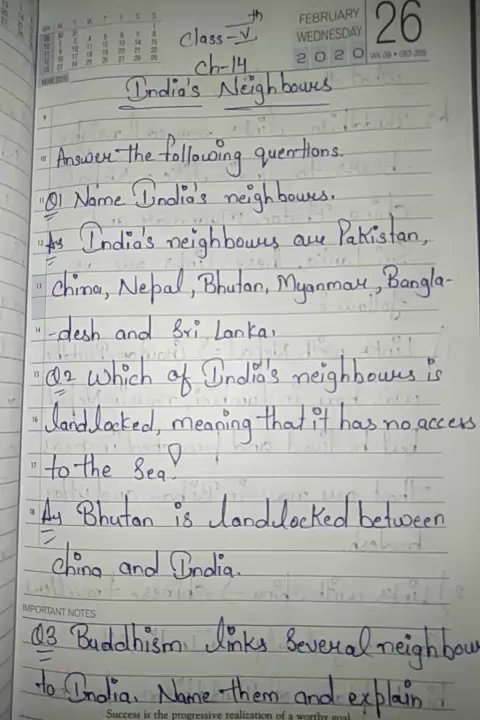 FEBRUARY
WEDNESDAY
26
2020
Class-Vth
Ch-14
India's Neighbours
Answer the following quentions.
Q1 Name India's neighbours.
As India's neighbours are Pakistan,
China, Nepal, Bhutan, Myanmar, Bangla-
-desh and Sri Lanka.
Q2 Which of India's neighbours is
landlocked, meaning that it has no access
to the Sea?
As Bhutan is landlocked between
China and India.
IMPORTANT NOTES
Q3 Buddhism links Several neighbour
to India. Name them and explain
Success is the progressive realization of a worthy goal